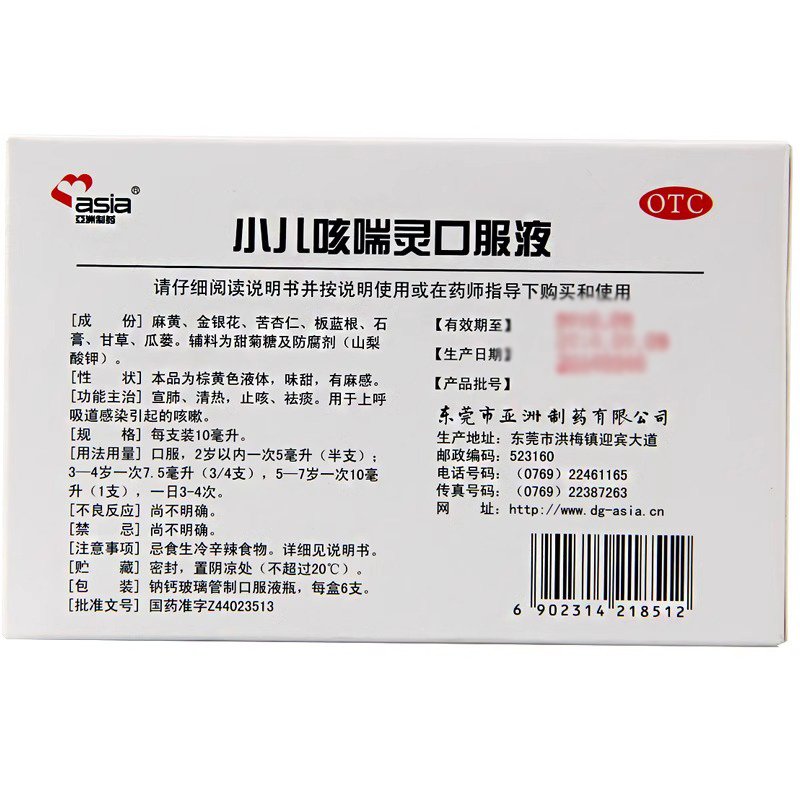 asia®
亚洲制药
OTC
小儿咳喘灵口服液
请仔细阅读说明书并按说明使用或在药师指导下购买和使用
[成　份] 麻黄、金银花、苦杏仁、板蓝根、石
膏、甘草、瓜蒌。辅料为甜菊糖及防腐剂（山梨
酸钾）。
[性　状] 本品为棕黄色液体，味甜，有麻感。
[功能主治] 宣肺、清热，止咳、祛痰。用于上呼
吸道感染引起的咳嗽。
[规　格] 每支装10毫升。
[用法用量] 口服，2岁以内一次5毫升（半支）；
3—4岁一次7.5毫升（3/4支），5—7岁一次10毫
升（1支），一日3-4次。
[不良反应] 尚不明确。
[禁　忌] 尚不明确。
[注意事项] 忌食生冷辛辣食物。详细见说明书。
[贮　藏] 密封，置阴凉处（不超过20℃）。
[包　装] 钠钙玻璃管制口服液瓶，每盒6支。
[批准文号] 国药准字Z44023513
【有效期至】
【生产日期】
【产品批号】
东莞市亚洲制药有限公司
生产地址：东莞市洪梅镇迎宾大道
邮政编码：523160
电话号码：（0769）22461165
传真号码：（0769）22387263
网　址：http://www.dg-asia.cn
6 902314 218512